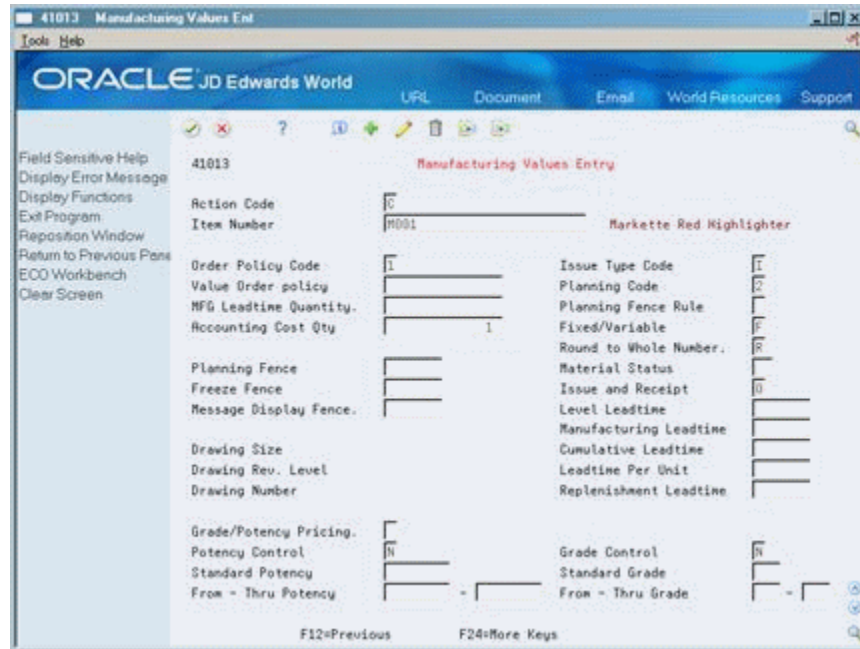 41013 Manufacturing Values Ent
Tools Help
ORACLE JD Edwards World
URL Document Email World Resources Support
Field Sensitive Help
Display Error Message
Display Functions
Exit Program
Reposition Window
Return to Previous Pane
ECO Workbench
Clear Screen
41013 Manufacturing Values Entry
Action Code C
Item Number M001 Markette Red Highlighter
Order Policy Code 1 Issue Type Code I
Value Order policy Planning Code 2
MFG Leadtime Quantity. Planning Fence Rule
Accounting Cost Qty 1 Fixed/Variable F
Round to Whole Number. R
Planning Fence Material Status
Freeze Fence Issue and Receipt 0
Message Display Fence. Level Leadtime
Manufacturing Leadtime
Drawing Size Cumulative Leadtime
Drawing Rev. Level Leadtime Per Unit
Drawing Number Replenishment Leadtime
Grade/Potency Pricing.
Potency Control N Grade Control N
Standard Potency Standard Grade
From - Thru Potency - From - Thru Grade -
F12=Previous F24=More Keys